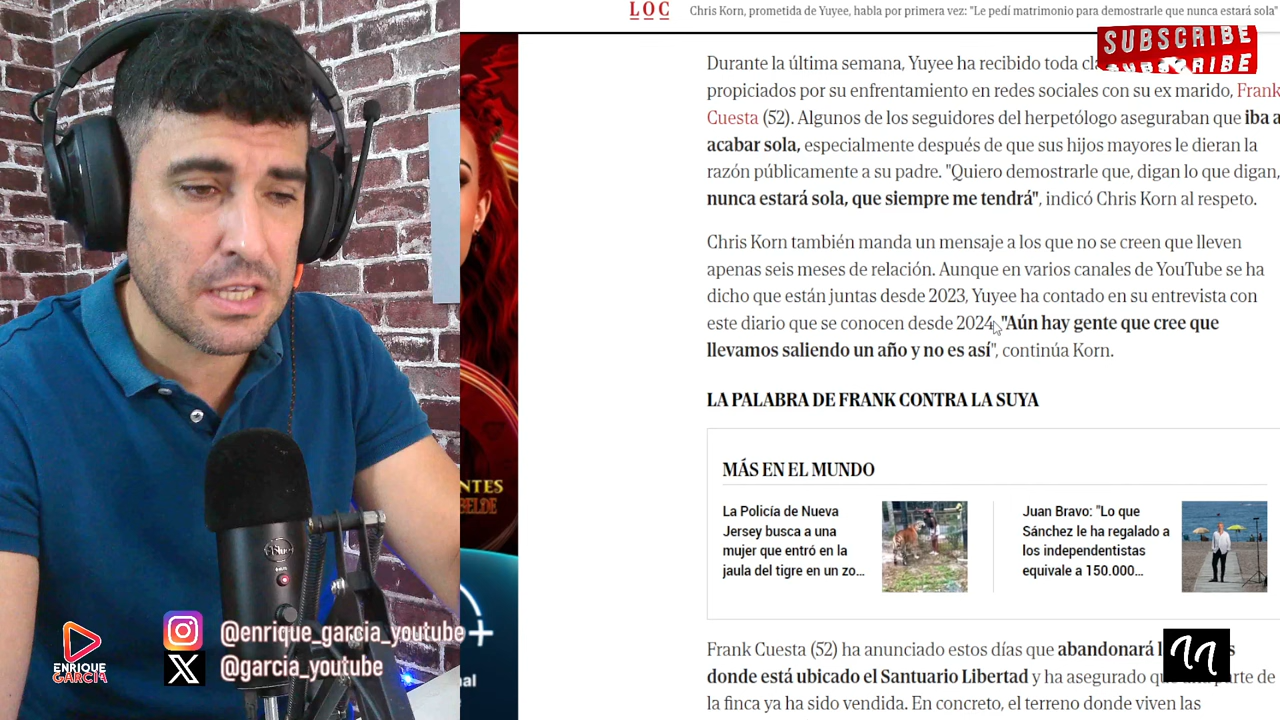 LOC
Chris Korn, prometida de Yuyee, habla por primera vez: "Le pedí matrimonio para demostrarle que nunca estará sola"
SUBSCRIBE
SUBSCRIBE
Durante la última semana, Yuyee ha recibido toda
propiciados por su enfrentamiento en redes sociales con su ex marido, Frank
Cuesta (52). Algunos de los seguidores del herpetólogo aseguraban que iba a
acabar sola, especialmente después de que sus hijos mayores le dieran la
razón públicamente a su padre. "Quiero demostrarle que, digan lo que digan,
nunca estará sola, que siempre me tendrá", indicó Chris Korn al respeto.
Chris Korn también manda un mensaje a los que no se creen que lleven
apenas seis meses de relación. Aunque en varios canales de YouTube se ha
dicho que están juntas desde 2023, Yuyee ha contado en su entrevista con
este diario que se conocen desde 2024. "Aún hay gente que cree que
llevamos saliendo un año y no es así", continúa Korn.
LA PALABRA DE FRANK CONTRA LA SUYA
MÁS EN EL MUNDO
La Policía de Nueva
Jersey busca a una
mujer que entró en la
jaula del tigre en un zo...
Juan Bravo: "Lo que
Sánchez le ha regalado a
los independentistas
equivale a 150.000...
Frank Cuesta (52) ha anunciado estos días que abandonará
donde está ubicado el Santuario Libertad y ha asegurado que parte de
la finca ya ha sido vendida. En concreto, el terreno donde viven las
Blue
ENRIQUE
GARCIA
@enrique_garcia_youtube
@garcia_youtube